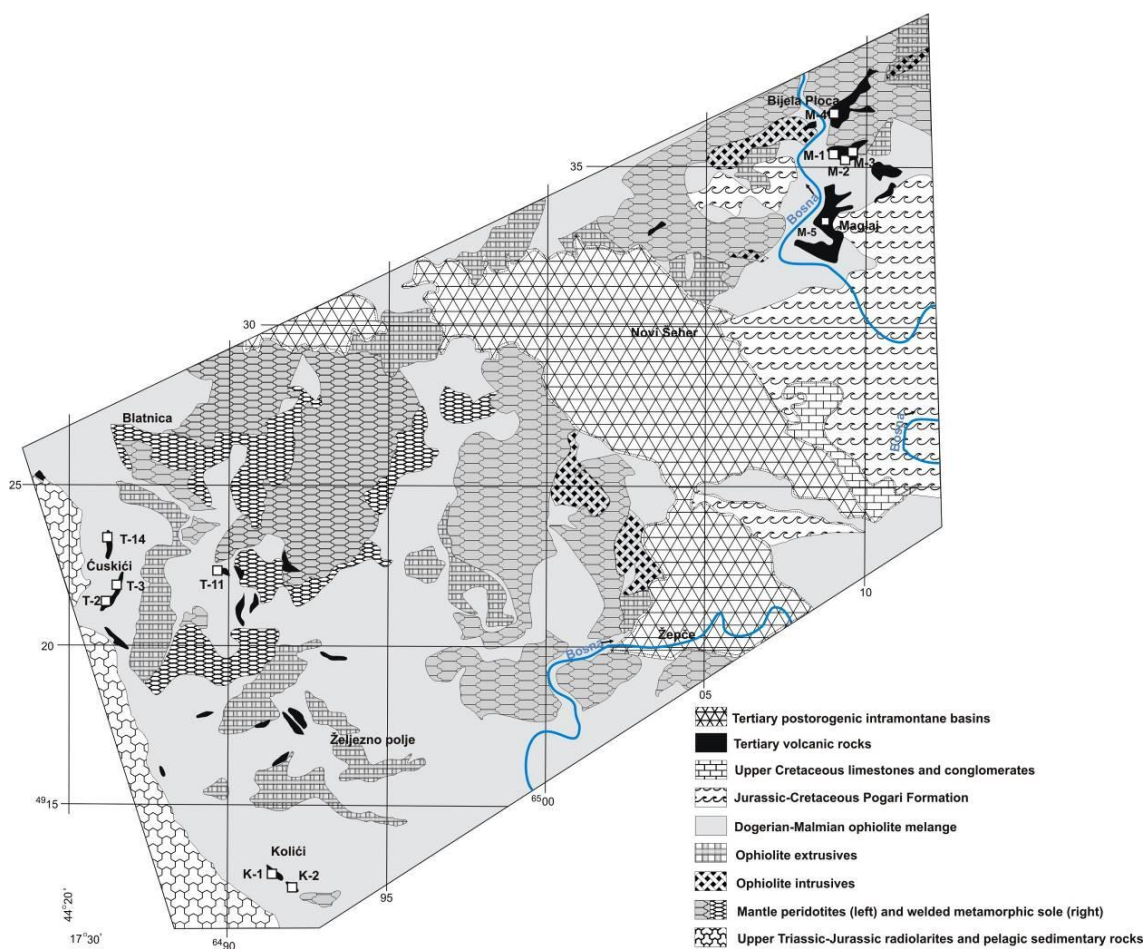 Bijela Ploca
M-4
M-1
M-3
M-2
35
Bosna
M-5
Maglaj
30
Novi Šeher
Blatnica
Bosna
25
T-14
Ćuskići
T-3
T-11
T-2
10
20
Bosna
Žepče
05
Željezno polje
4915
6500
Kolići
K-1
K-2
95
44°20'
17°30'
6490
Tertiary postorogenic intramontane basins
Tertiary volcanic rocks
Upper Cretaceous limestones and conglomerates
Jurassic-Cretaceous Pogari Formation
Dogerian-Malmian ophiolite melange
Ophiolite extrusives
Ophiolite intrusives
Mantle peridotites (left) and welded metamorphic sole (right)
Upper Triassic-Jurassic radiolarites and pelagic sedimentary rocks